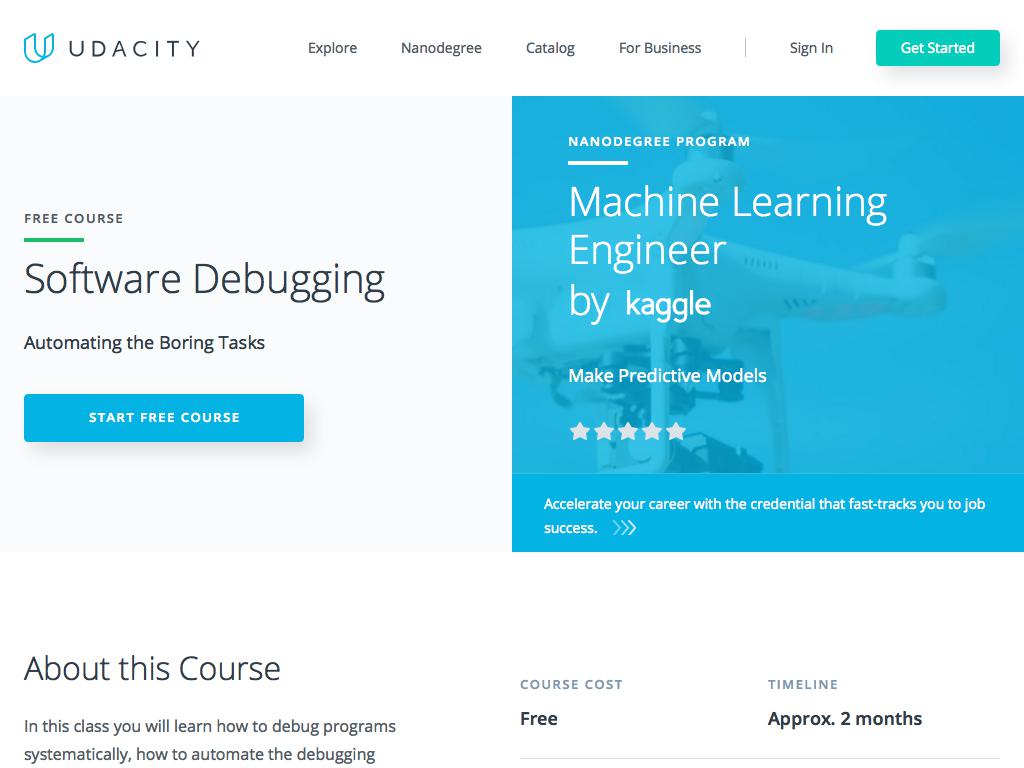 UDACITY
Explore
Nanodegree
Catalog
For Business
Sign In
Get Started
FREE COURSE
Software Debugging
Automating the Boring Tasks
START FREE COURSE
NANODEGREE PROGRAM
Machine Learning
Engineer
by kaggle
Make Predictive Models
Accelerate your career with the credential that fast-tracks you to job
success.
About this Course
In this class you will learn how to debug programs
systematically, how to automate the debugging
COURSE COST
Free
TIMELINE
Approx. 2 months